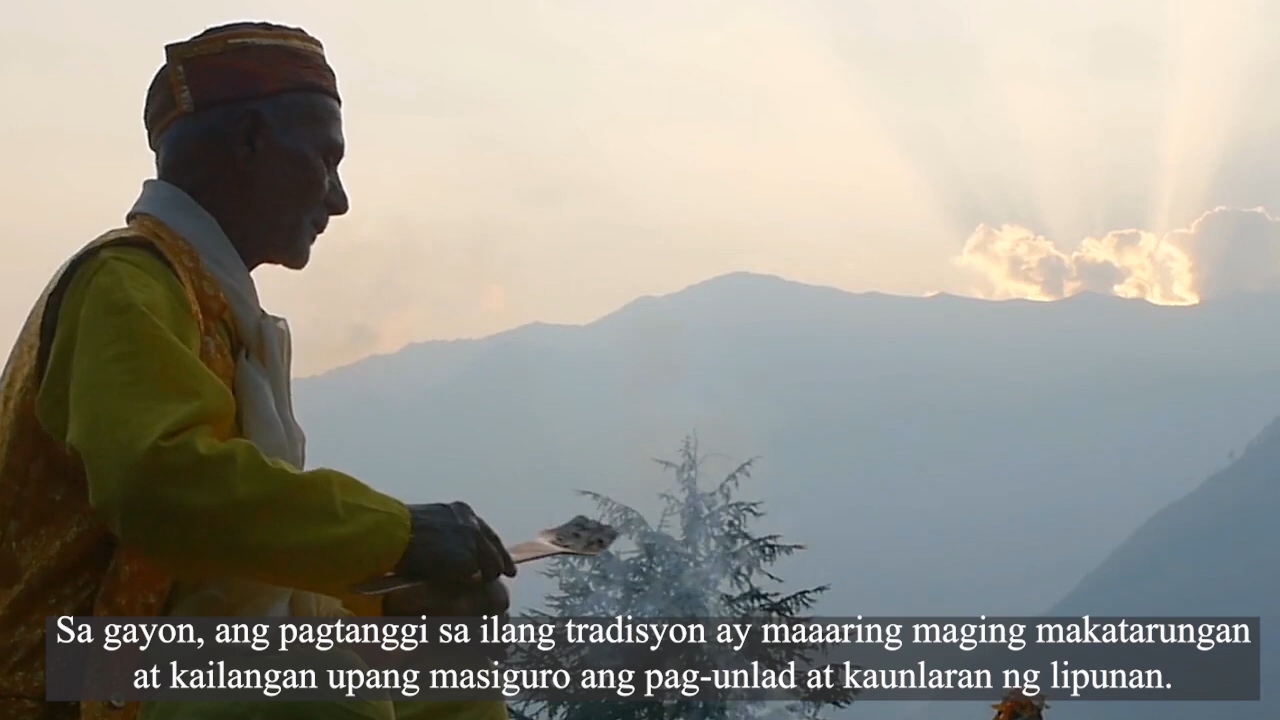 Sa gayon, ang pagtanggi sa ilang tradisyon ay maaaring maging makatarungan
at kailangan upang masiguro ang pag-unlad at kaunlaran ng lipunan.